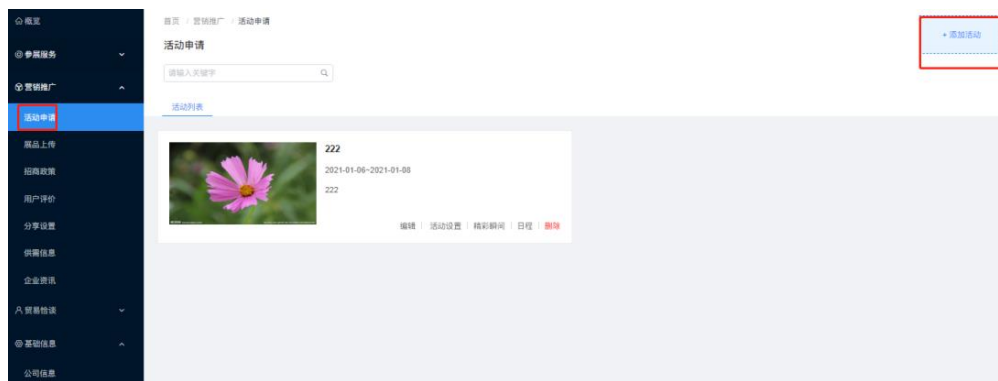 概览
参展服务
营销推广
活动申请
展品上传
招商政策
用户评价
分享设置
供需信息
企业资讯
贸易恰谈
基础信息
公司信息
首页 / 营销推广 / 活动申请
活动申请
请输入关键字
+ 添加活动
活动列表
222
2021-01-06~2021-01-08
222
编辑 | 活动设置 | 精彩瞬间 | 日程 | 删除